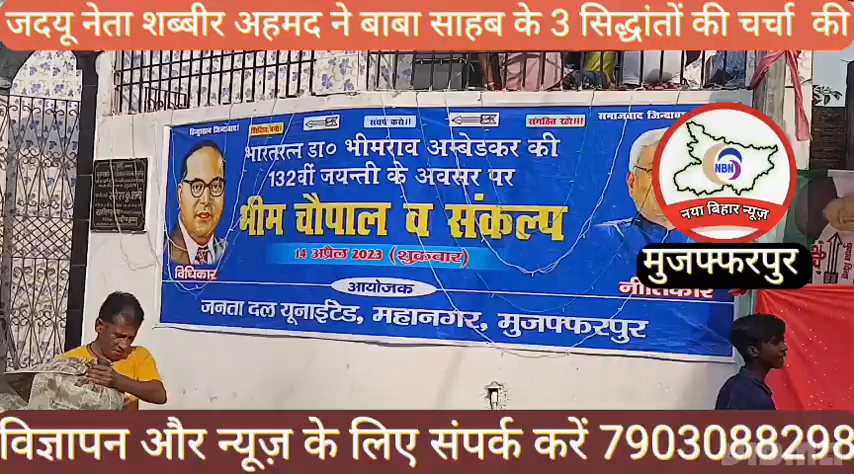 जदयू नेता शब्बीर अहमद ने बाबा साहब के 3 सिद्धांतों की चर्चा की
हिन्दुस्तान जिन्दाबाद!
शिक्षित बनो!
संघर्ष करो!!
संगठित रहो!!!
समाजवाद जिन्दाबाद
भारतरत्न डा० भीमराव अम्बेडकर की
132वीं जयन्ती के अवसर पर
भीम चौपाल व संकल्प
14 अप्रैल 2023 (शुक्रवार)
विधिकार
आयोजक
नीतिकार
जनता दल यूनाईटेड, महानगर, मुजफ्फरपुर
NBN
नया बिहार न्यूज़
मुजफ्फरपुर
विज्ञापन और न्यूज़ के लिए संपर्क करें 7903088298